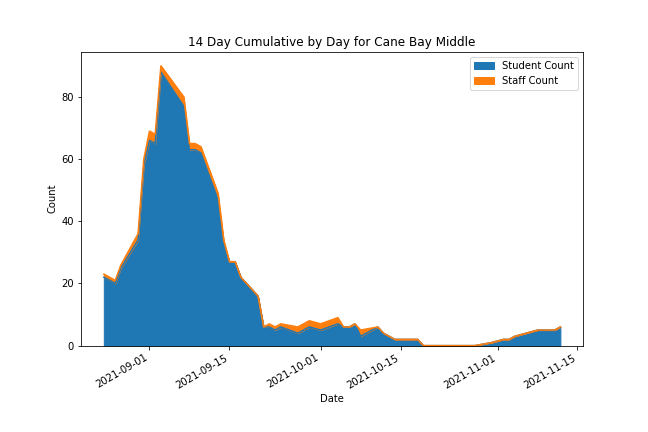 14 Day Cumulative by Day for Cane Bay Middle
Student Count
Staff Count
Count
80
60
40
20
0
2021-09-01
2021-09-15
2021-10-01
2021-10-15
2021-11-01
2021-11-15
Date